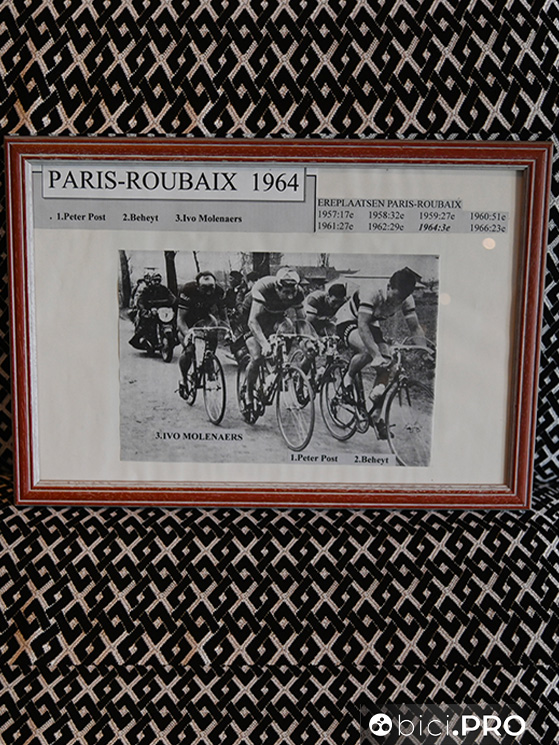 PARIS-ROUBAIX 1964
. 1.Peter Post 2.Beheyt 3.Ivo Molenaers
EREPLAATSEN PARIS-ROUBAIX
1957:17e 1958:32e 1959:27e 1960:51e
1961:27e 1962:29e 1964:3e 1966:23e
3.IVO MOLENAERS
1.Peter Post 2.Beheyt
bici.PRO